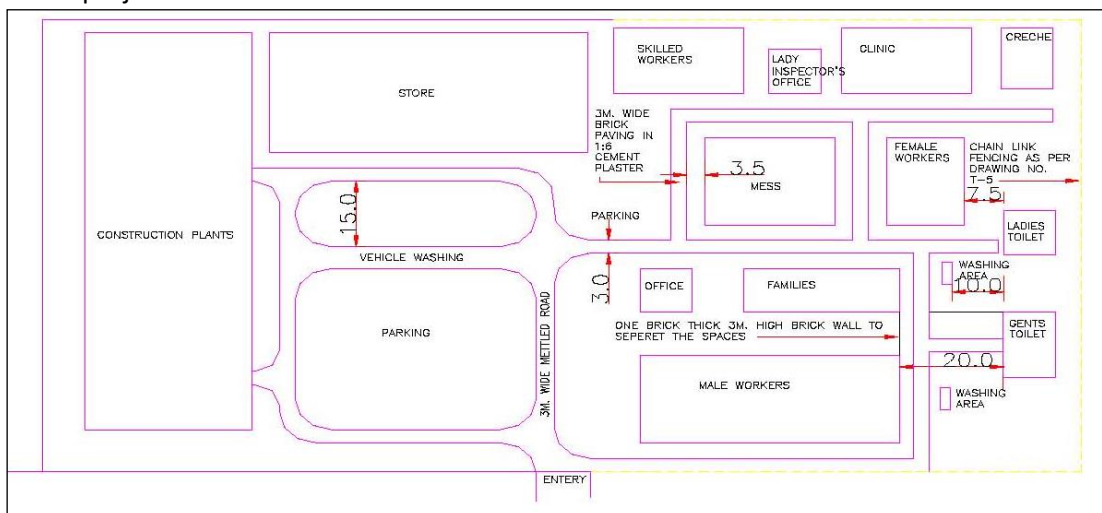 SKILLED
WORKERS
LADY
INSPECTOR'S
OFFICE
CLINIC
CRECHE
STORE
3M. WIDE
BRICK
PAVING IN
1:6
CEMENT
PLASTER
3.5
MESS
FEMALE
WORKERS
CHAIN LINK
FENCING AS PER
DRAWING NO.
T-5
7.5
LADIES
TOILET
CONSTRUCTION PLANTS
15.0
VEHICLE WASHING
PARKING
3.0
OFFICE
FAMILIES
WASHING
AREA
10.0
ONE BRICK THICK 3M. HIGH BRICK WALL TO
SEPERET THE SPACES
GENTS
TOILET
20.0
PARKING
3M. WIDE METTLED ROAD
MALE WORKERS
WASHING
AREA
ENTERY